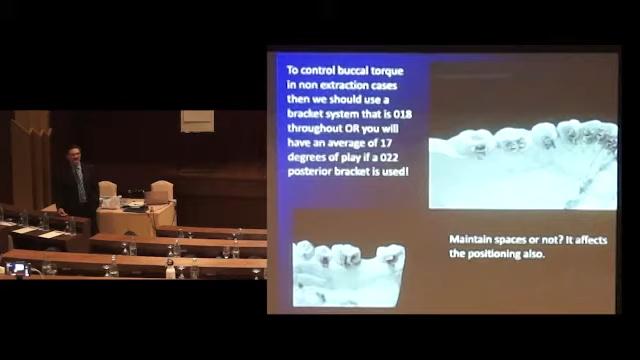 To control buccal torque
in non extraction cases
then we should use a
bracket system that is 018
throughout OR you will
have an average of 17
degrees of play if a 022
posterior bracket is used!
Maintain spaces or not? It affects
the positioning also.